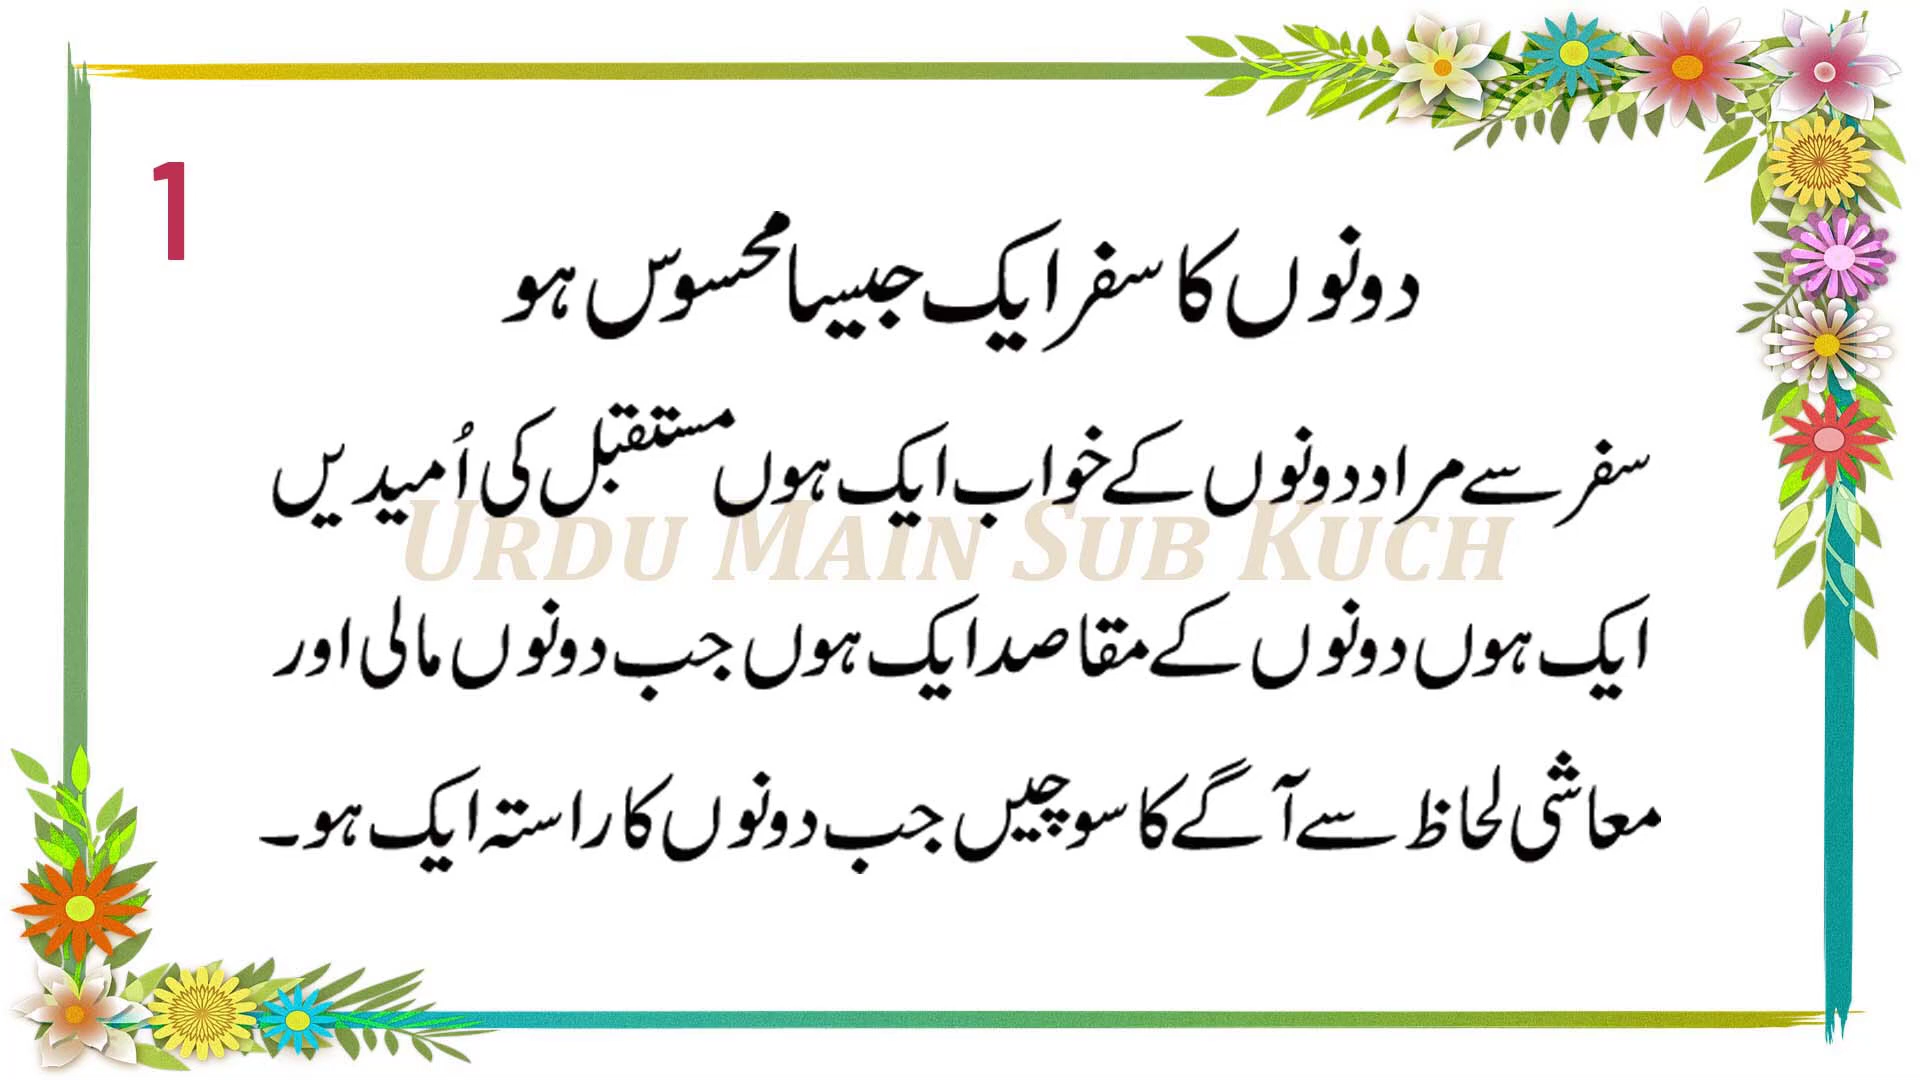 1
دونوں کا سفر ایک جیسا محسوس ہو
سفر سے مراد دونوں کے خواب ایک ہوں مستقبل کی اُمیدیں
Urdu Main Sub Kuch
ایک ہوں دونوں کے مقاصد ایک ہوں جب دونوں مالی اور
معاشی لحاظ سے آگے کا سوچیں جب دونوں کا راستہ ایک ہو۔